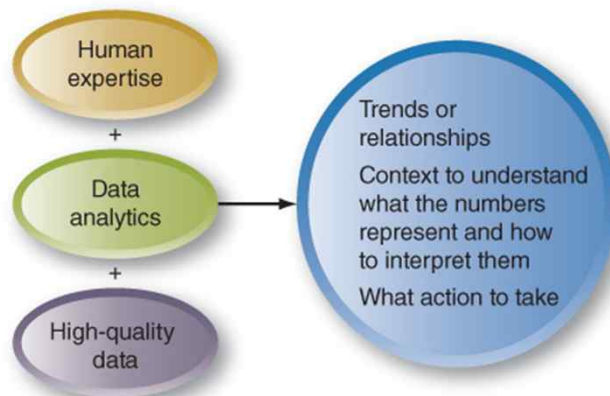 Human
expertise
+
Data
analytics
+
High-quality
data
Trends or
relationships
Context to understand
what the numbers
represent and how
to interpret them
What action to take